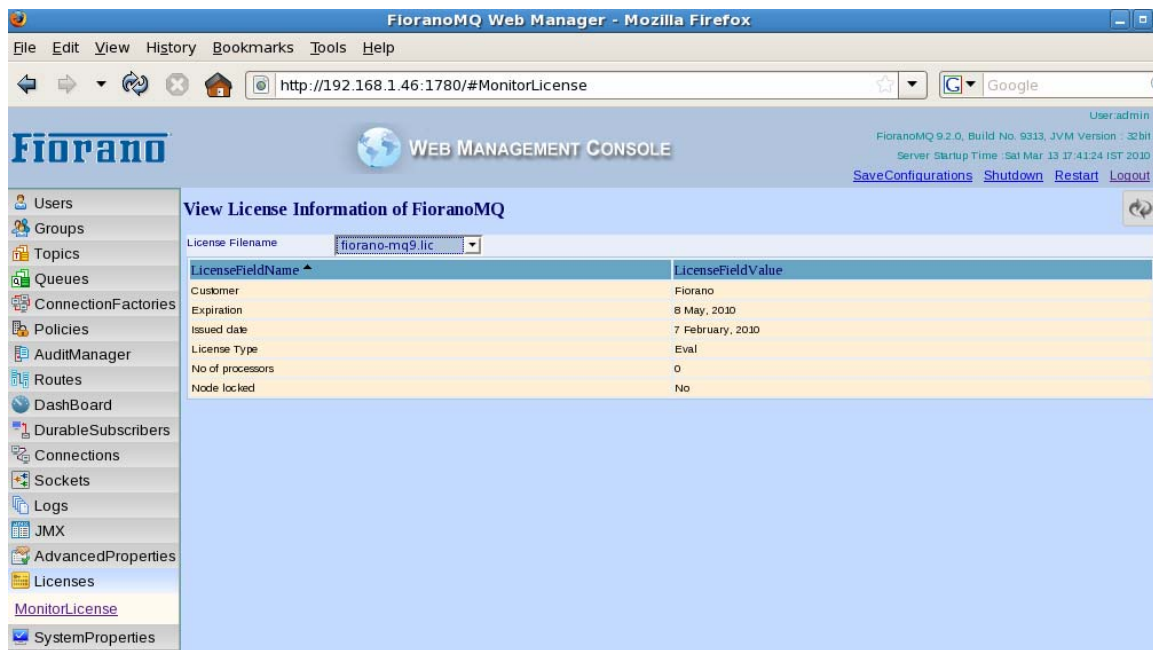 FioranoMQ Web Manager - Mozilla Firefox
File Edit View History Bookmarks Tools Help
http://192.168.1.46:1780/#MonitorLicense
G Google
User:admin
Fiorano
WEB MANAGEMENT CONSOLE
FioranoMQ 9.2.0, Build No. 9313, JVM Version : 32bit
Server Startup Time :Sat Mar 13 17:41:24 IST 2010
SaveConfigurations Shutdown Restart Logout
Users
Groups
Topics
Queues
ConnectionFactories
Policies
AuditManager
Routes
DashBoard
DurableSubscribers
Connections
Sockets
Logs
JMX
AdvancedProperties
Licenses
MonitorLicense
SystemProperties
View License Information of FioranoMQ
License Filename fiorano-mq9.lic
LicenseFieldName LicenseFieldValue
Customer Fiorano
Expiration 8 May, 2010
Issued date 7 February, 2010
License Type Eval
No of processors 0
Node locked No